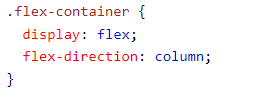 .flex-container {
  display: flex;
  flex-direction: column;
}